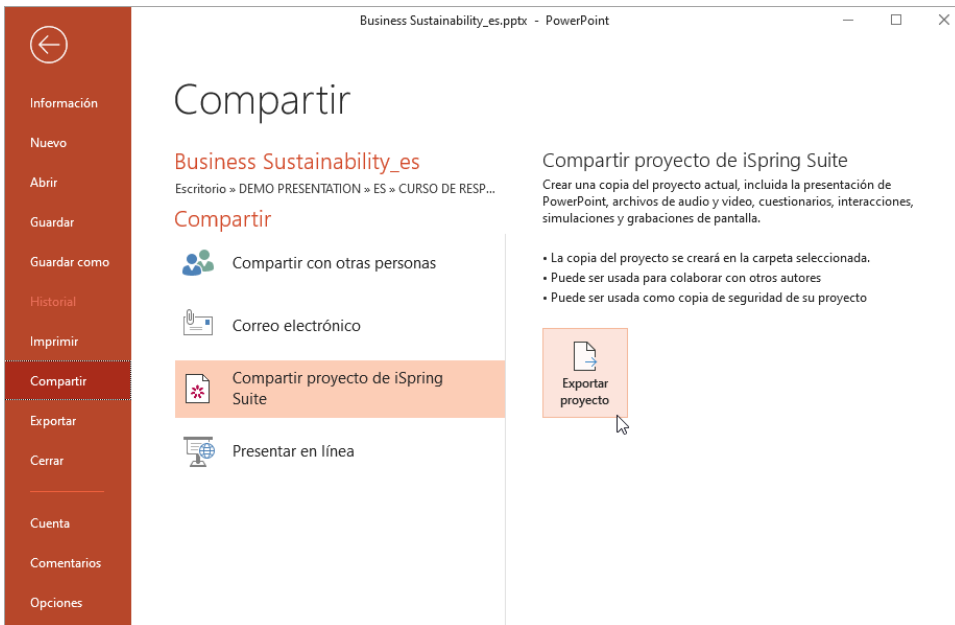 Business Sustainability_es.pptx - PowerPoint
Información
Nuevo
Abrir
Guardar
Guardar como
Historial
Imprimir
Compartir
Exportar
Cerrar
Cuenta
Comentarios
Opciones
Compartir
Business Sustainability_es
Escritorio » DEMO PRESENTATION » ES » CURSO DE RESP...
Compartir
Compartir con otras personas
Correo electrónico
Compartir proyecto de iSpring
Suite
Presentar en línea
Compartir proyecto de iSpring Suite
Crear una copia del proyecto actual, incluida la presentación de
PowerPoint, archivos de audio y video, cuestionarios, interacciones,
simulaciones y grabaciones de pantalla.
• La copia del proyecto se creará en la carpeta seleccionada.
• Puede ser usada para colaborar con otros autores
• Puede ser usada como copia de seguridad de su proyecto
Exportar
proyecto